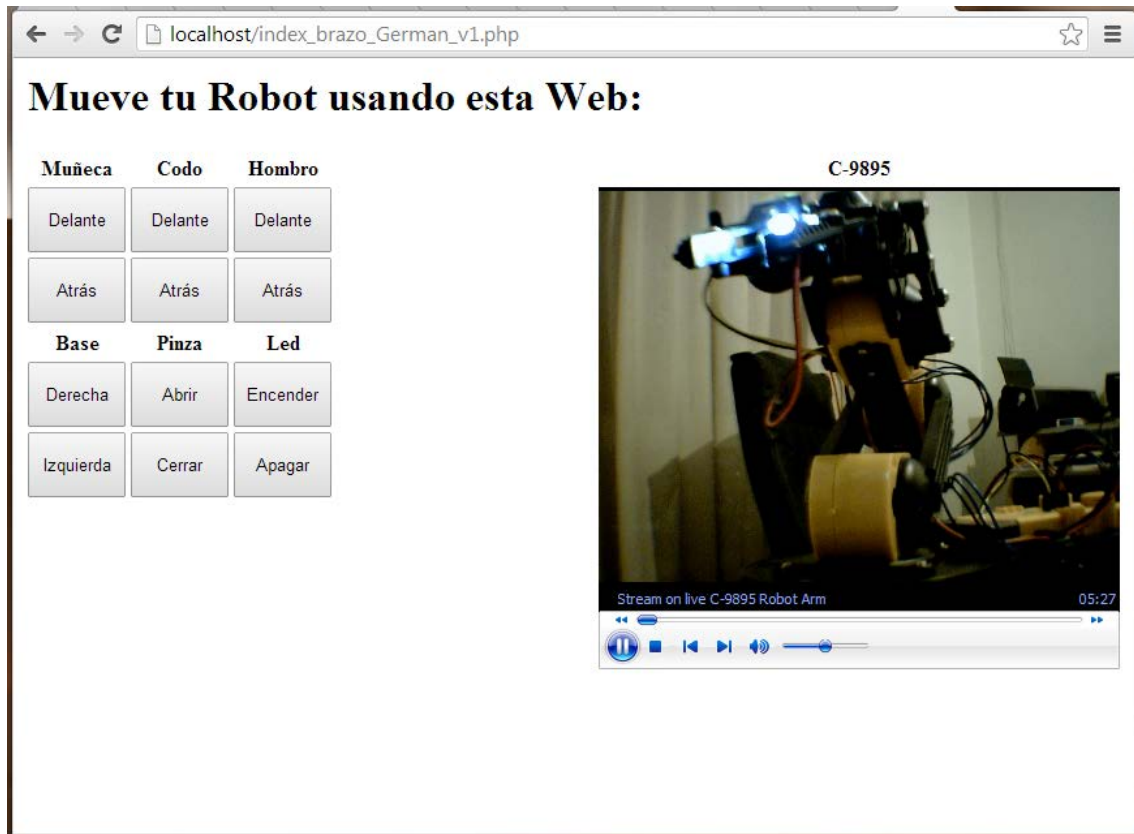 localhost/index_brazo_German_v1.php
Mueve tu Robot usando esta Web:
Muñeca Codo Hombro
Delante Delante Delante
Atrás Atrás Atrás
Base Pinza Led
Derecha Abrir Encender
Izquierda Cerrar Apagar
C-9895
Stream on live C-9895 Robot Arm 05:27